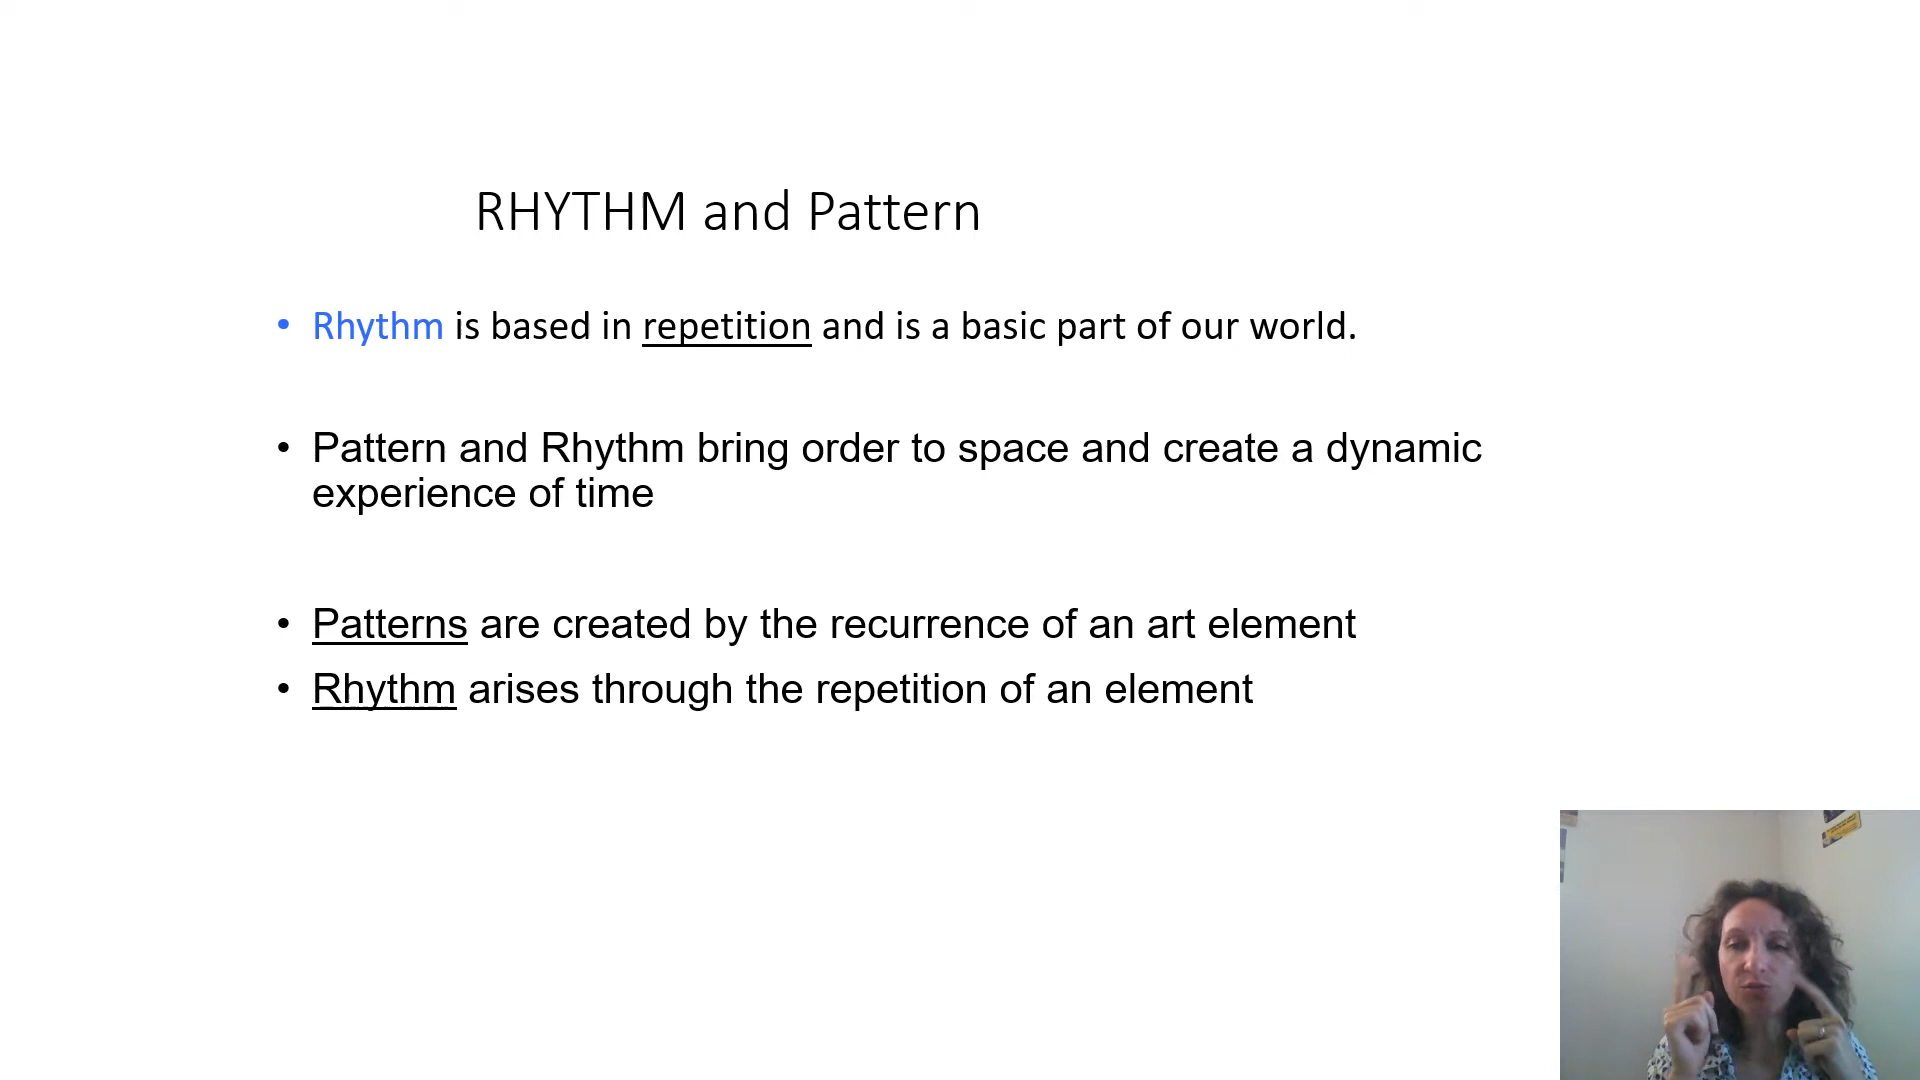 RHYTHM and Pattern
• Rhythm is based in repetition and is a basic part of our world.
• Pattern and Rhythm bring order to space and create a dynamic
experience of time
• Patterns are created by the recurrence of an art element
• Rhythm arises through the repetition of an element